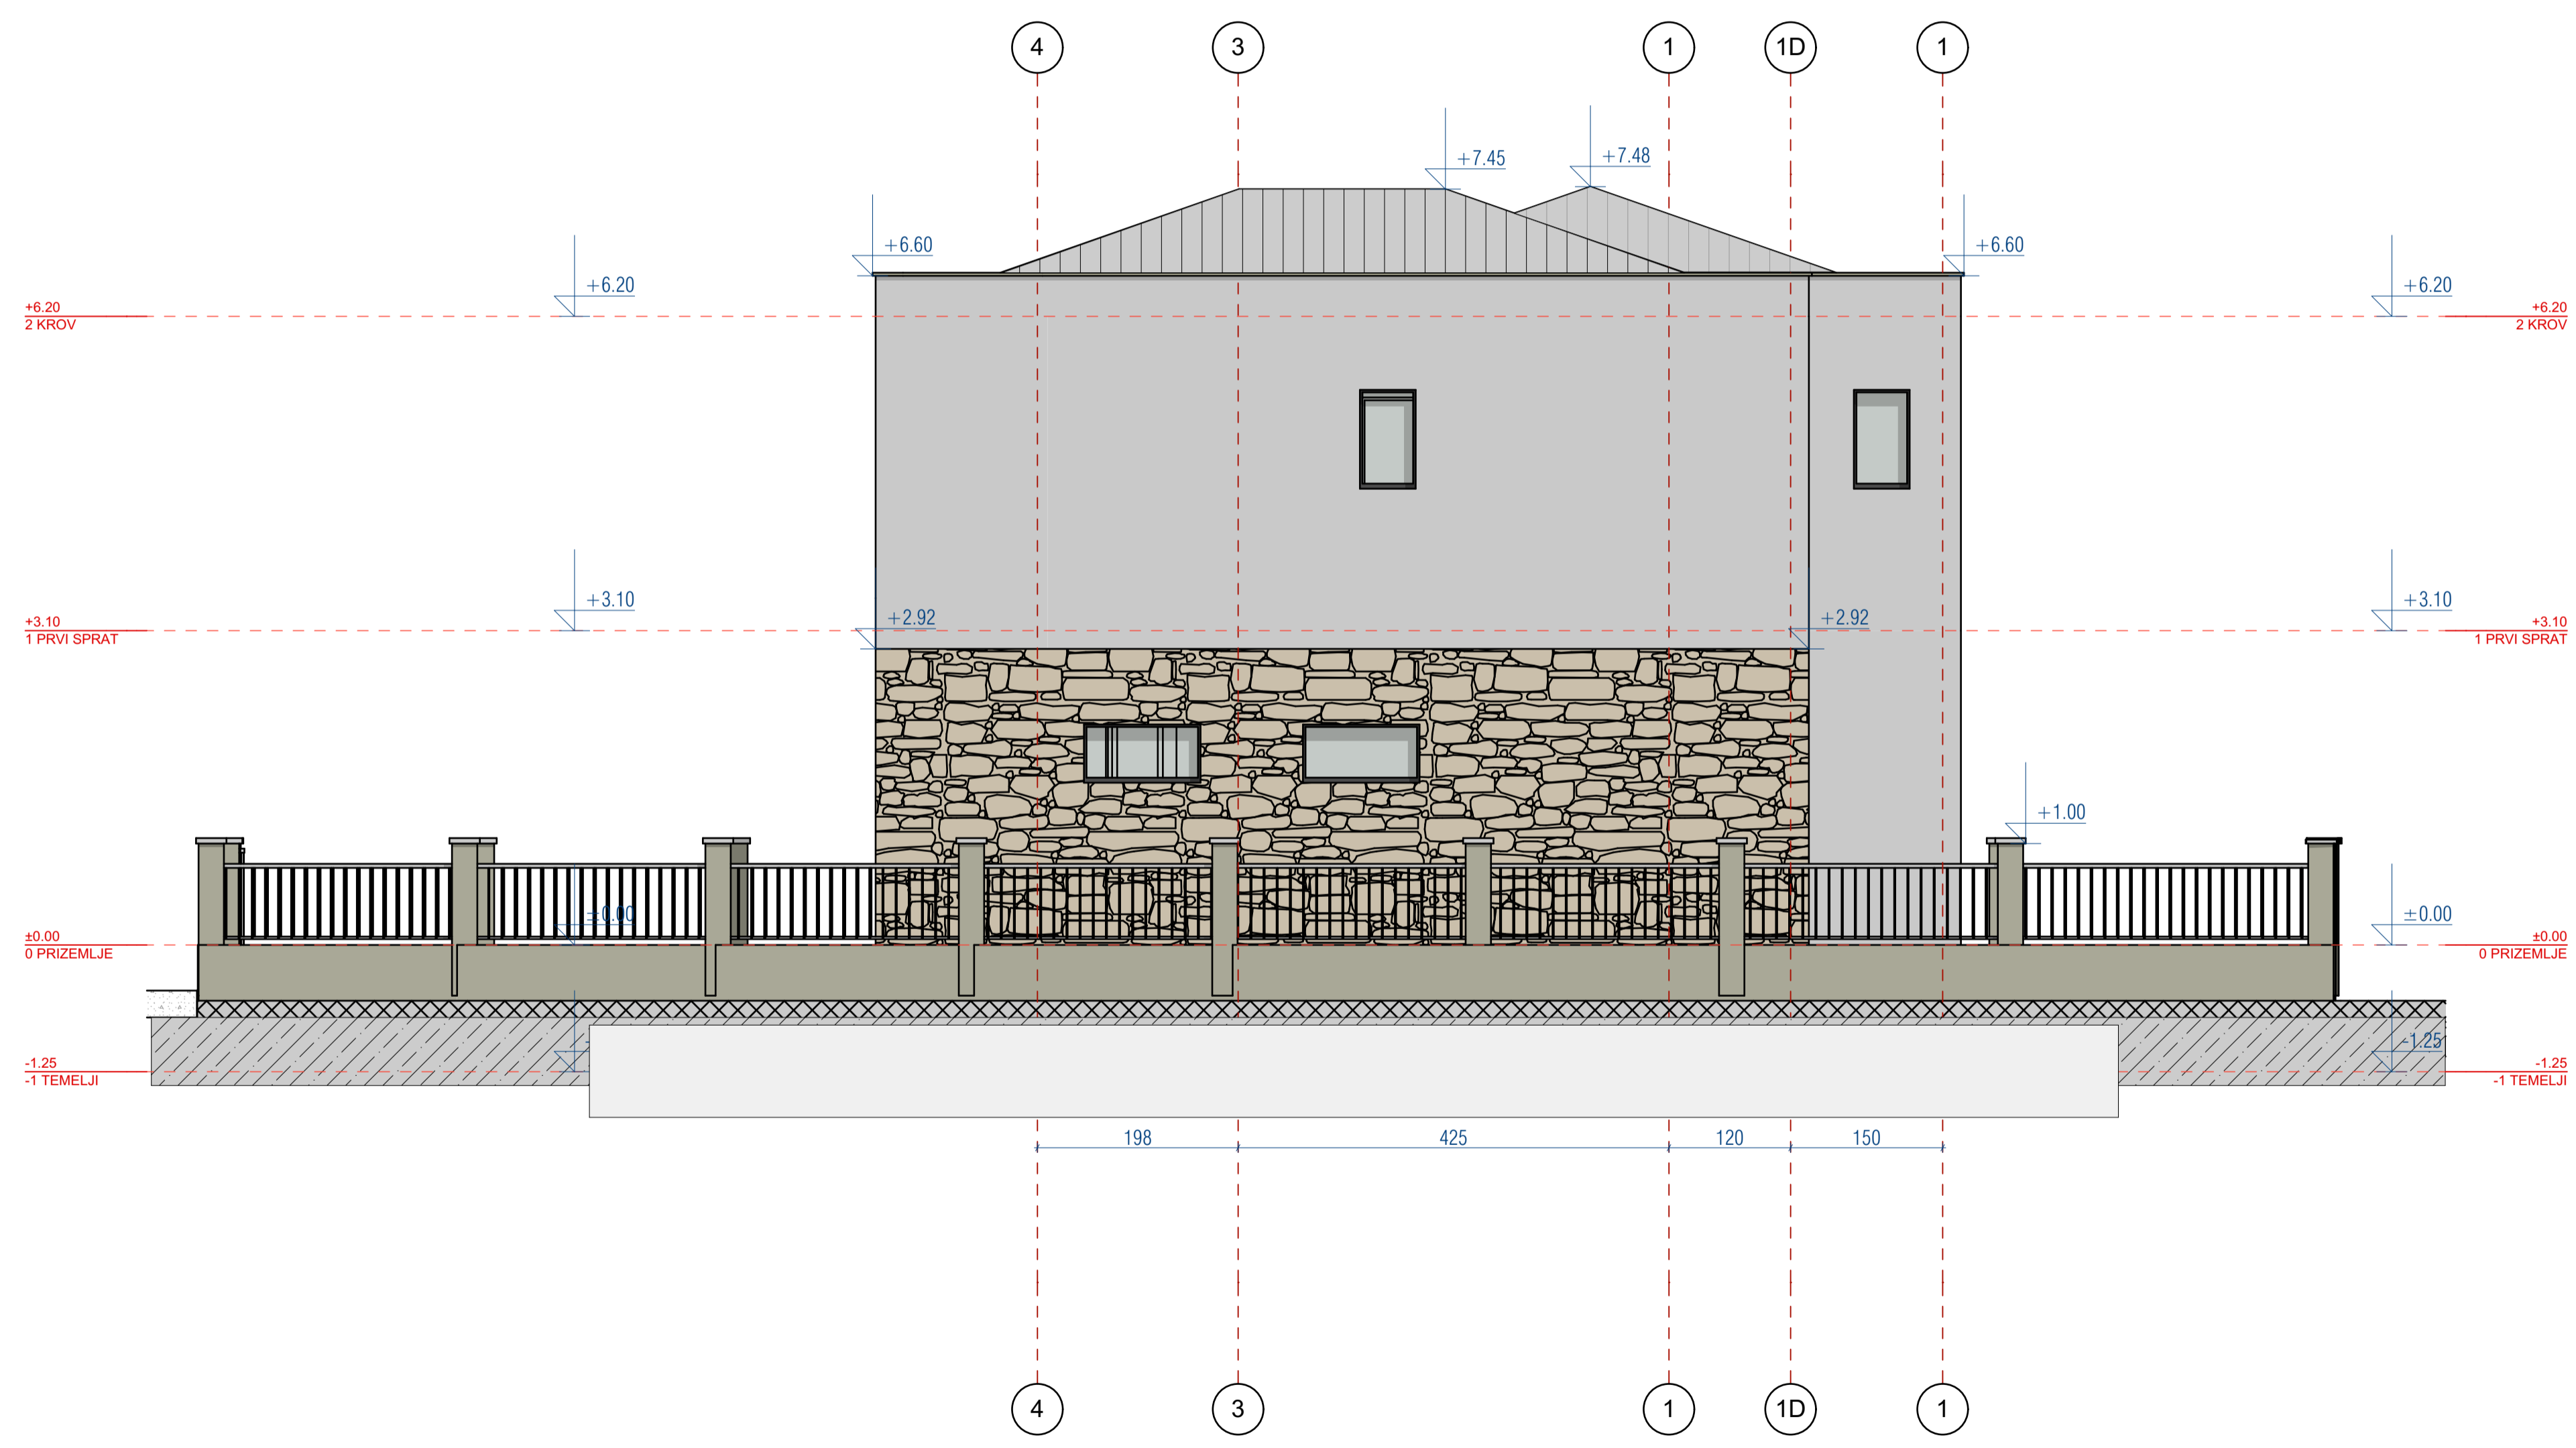 4 3 1 1D 1
+7.45 +7.48
+6.60 +6.60
+6.20 +6.20
+6.20 +6.20
2 KROV 2 KROV
+3.10 +3.10
+2.92 +2.92
+3.10 +3.10
1 PRVI SPRAT 1 PRVI SPRAT
+1.00
±0.00 ±0.00
±0.00 ±0.00
0 PRIZEMLJE 0 PRIZEMLJE
-1.25
-1.25 -1.25
-1 TEMELJI -1 TEMELJI
198 425 120 150
4 3 1 1D 1